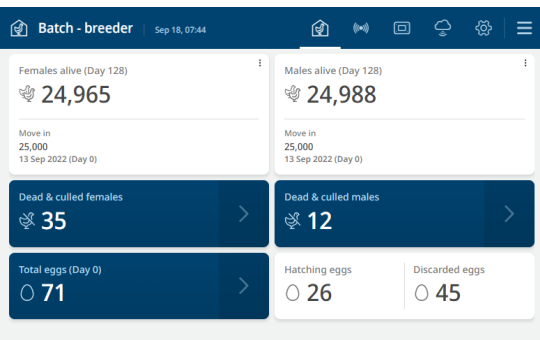 Batch - breeder
Sep 18, 07:44
Females alive (Day 128)
24,965
Move in
25,000
13 Sep 2022 (Day 0)
Males alive (Day 128)
24,988
Move in
25,000
13 Sep 2022 (Day 0)
Dead & culled females
35
Dead & culled males
12
Total eggs (Day 0)
71
Hatching eggs
26
Discarded eggs
45